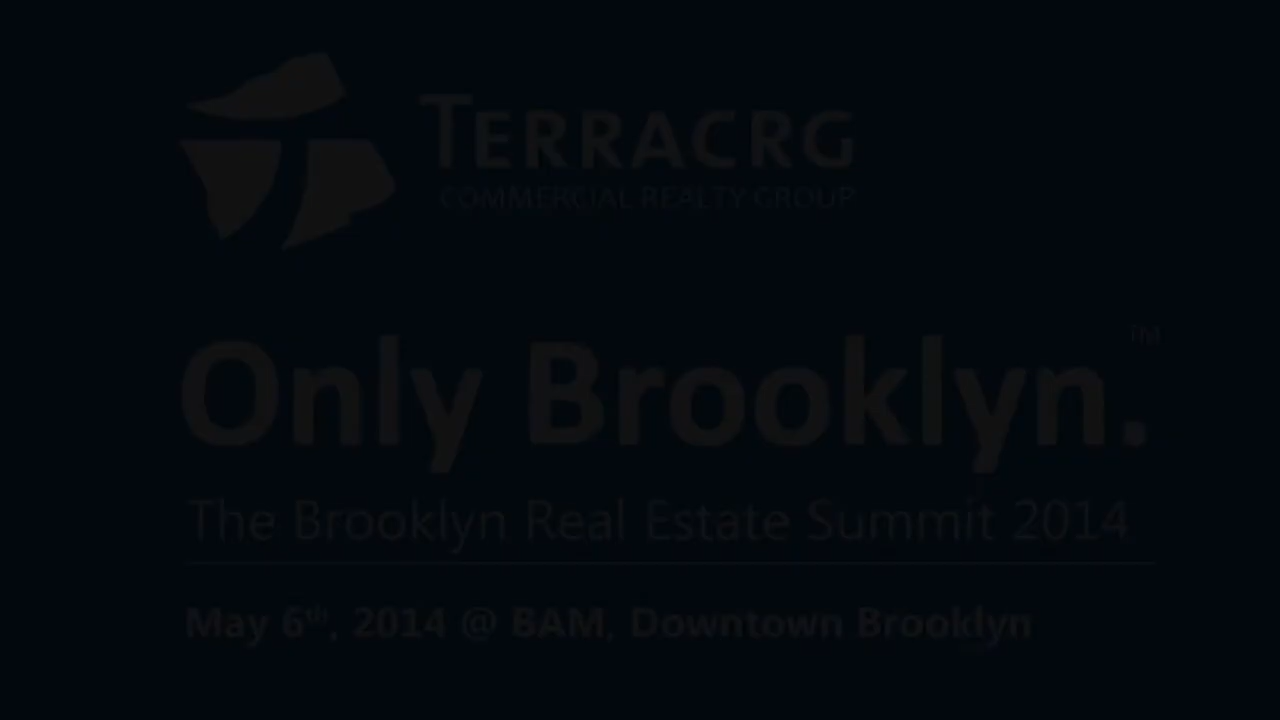 TERRACRG
COMMERCIAL REALTY GROUP
Only Brooklyn.™
The Brooklyn Real Estate Summit 2014
May 6th, 2014 @ BAM, Downtown Brooklyn